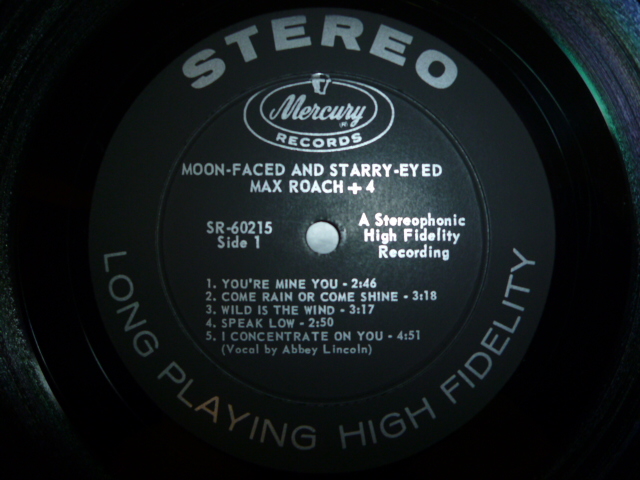 STEREO
Mercury
RECORDS
MOON-FACED AND STARRY-EYED
MAX ROACH + 4
SR-60215
Side 1
A Stereophonic
High Fidelity
Recording
1. YOU'RE MINE YOU - 2:46
2. COME RAIN OR COME SHINE - 3:18
3. WILD IS THE WIND - 3:17
4. SPEAK LOW - 2:50
5. I CONCENTRATE ON YOU - 4:51
(Vocal by Abbey Lincoln)
LONG PLAYING HIGH FIDELITY